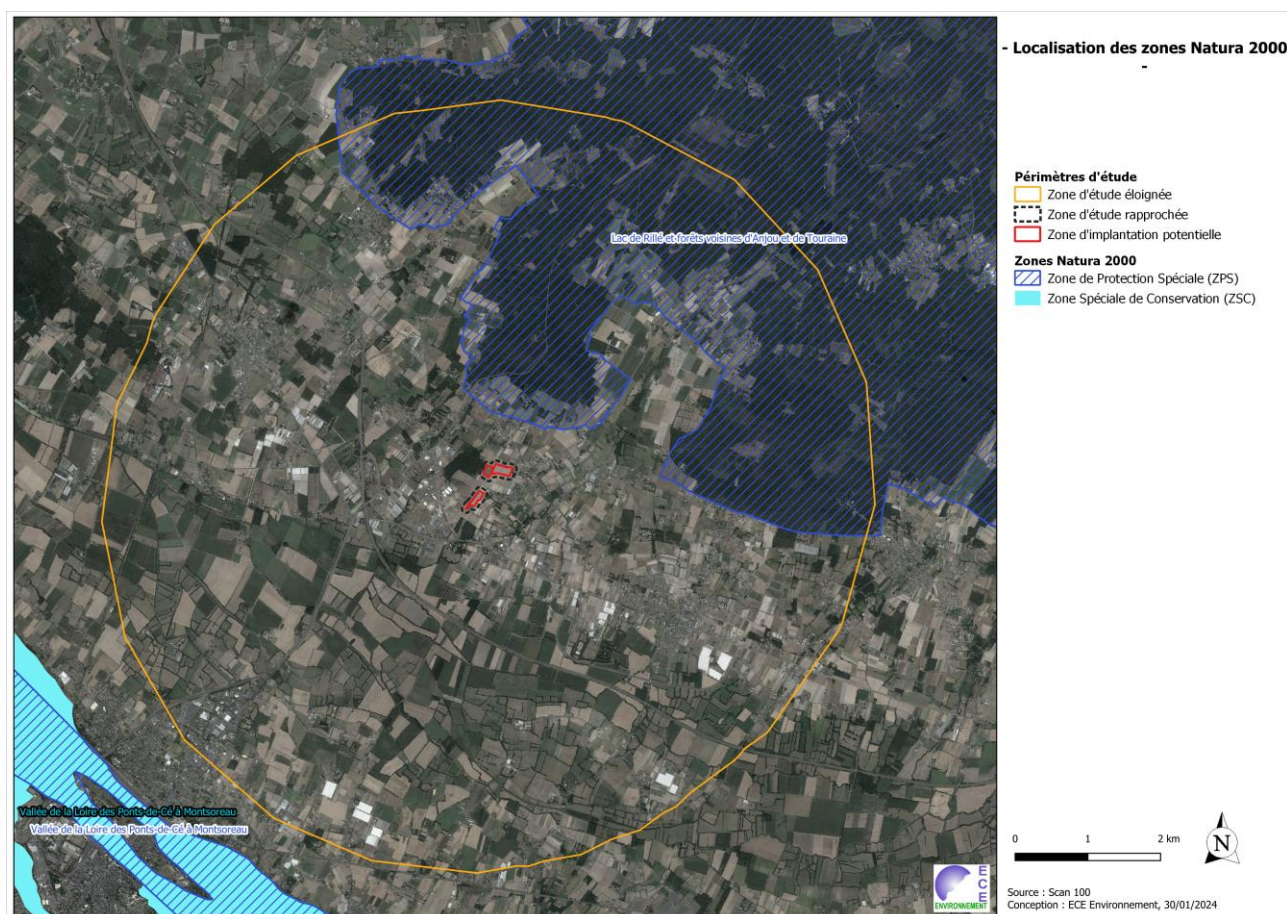 - Localisation des zones Natura 2000
-
Périmètres d'étude
Zone d'étude éloignée
Zone d'étude rapprochée
Zone d'implantation potentielle
Zones Natura 2000
Zone de Protection Spéciale (ZPS)
Zone Spéciale de Conservation (ZSC)
Lac de Rillé et forêts voisines d'Anjou et de Touraine
Vallée de la Loire des Ponts-de-Cé à Montsoreau
Vallée de la Loire des Ponts-de-Cé à Montsoreau
0 1 2 km
N
ECE
ENVIRONNEMENT
Source : Scan 100
Conception : ECE Environnement, 30/01/2024